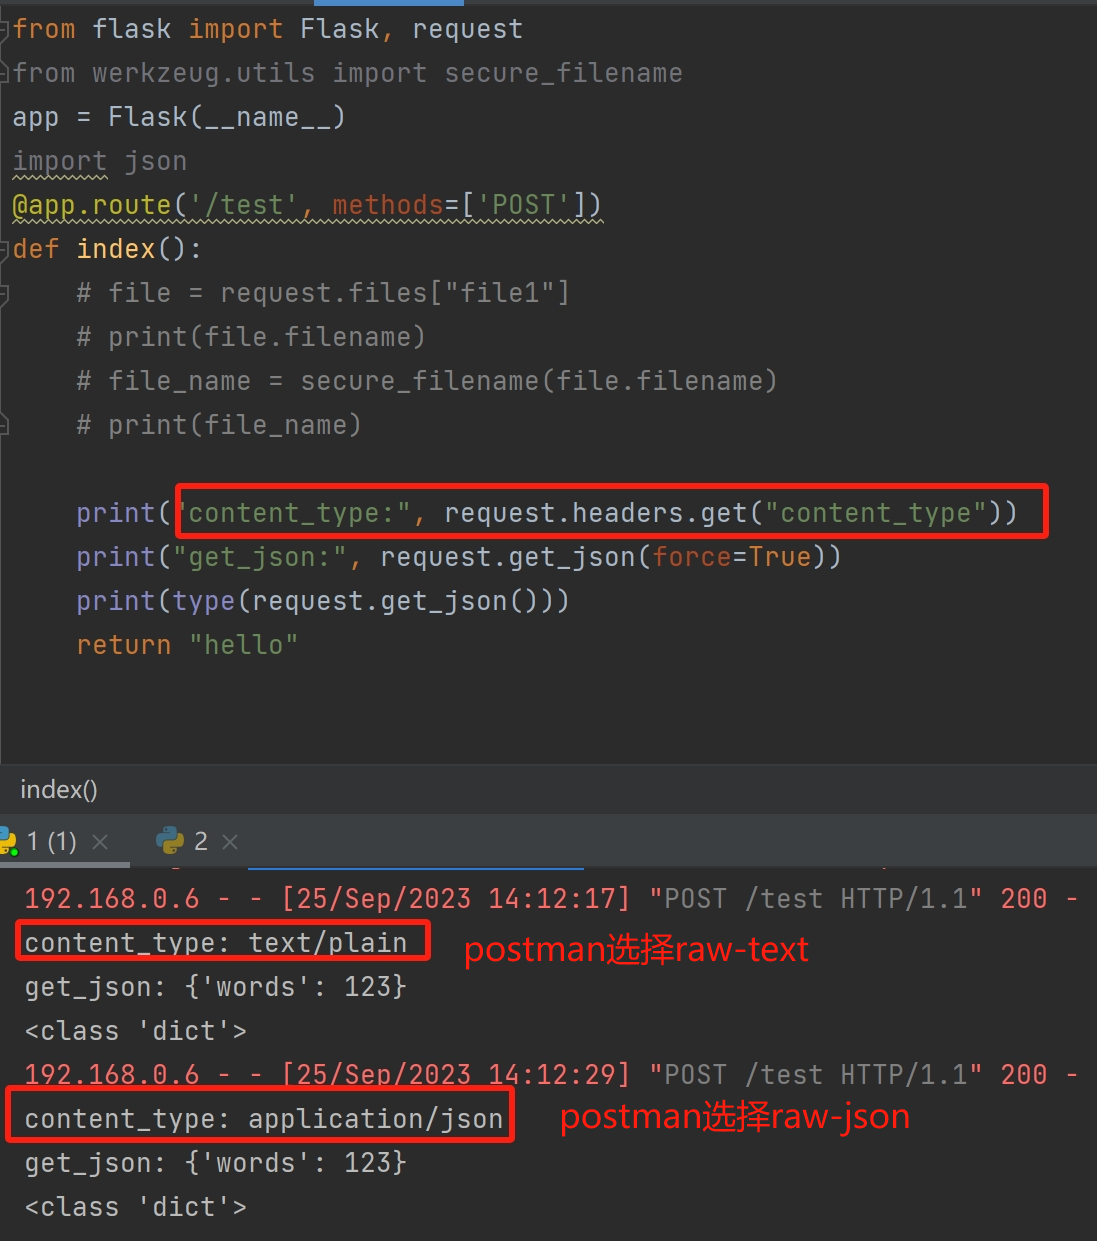 from flask import Flask, request
from werkzeug.utils import secure_filename
app = Flask(__name__)
import json
@app.route('/test', methods=['POST'])
def index():
# file = request.files["file1"]
# print(file.filename)
# file_name = secure_filename(file.filename)
# print(file_name)
print("content_type:", request.headers.get("content_type"))
print("get_json:", request.get_json(force=True))
print(type(request.get_json()))
return "hello"
index()
1 (1) × 2 ×
192.168.0.6 - - [25/Sep/2023 14:12:17] "POST /test HTTP/1.1" 200 -
content_type: text/plain postman选择raw-text
get_json: {'words': 123}
<class 'dict'>
192.168.0.6 - - [25/Sep/2023 14:12:29] "POST /test HTTP/1.1" 200 -
content_type: application/json postman选择raw-json
get_json: {'words': 123}
<class 'dict'>